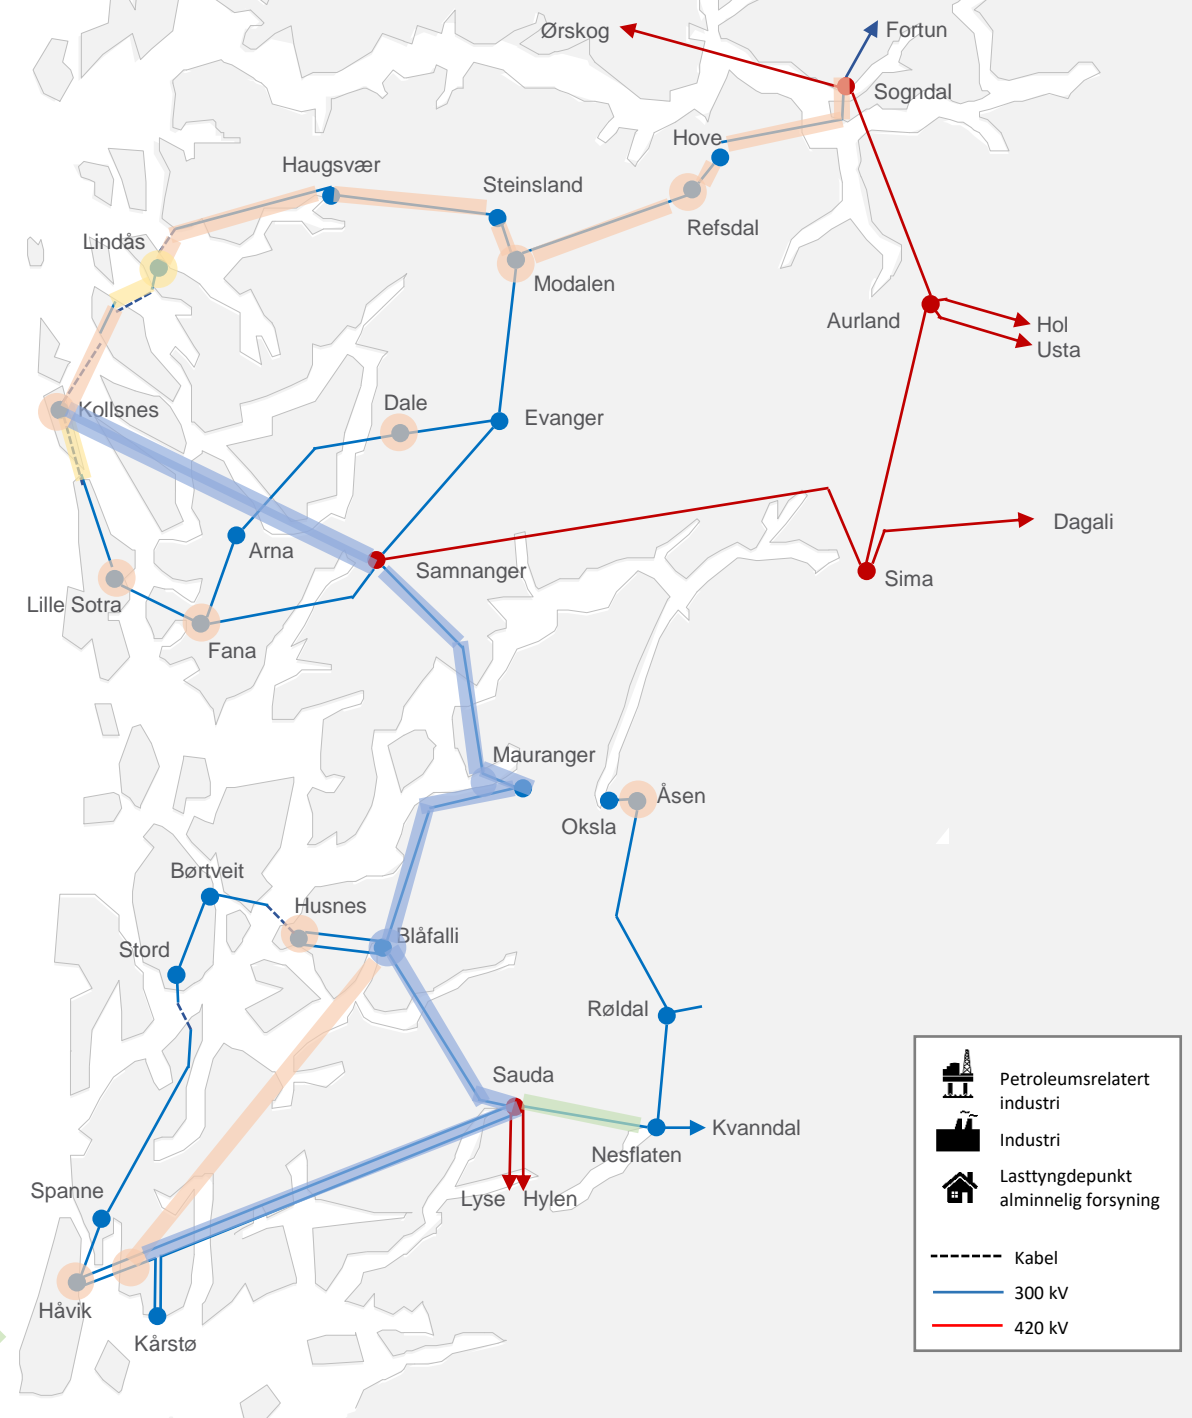 Ørskog
Fortun
Sogndal
Hove
Haugsvær
Steinsland
Refsdal
Lindås
Modalen
Aurland
Hol
Usta
Kollsnes
Dale
Evanger
Dagali
Arna
Samnanger
Sima
Lille Sotra
Fana
Mauranger
Åsen
Oksla
Børtveit
Husnes
Blåfalli
Stord
Røldal
Sauda
Kvanndal
Nesflaten
Spanne
Lyse
Hylen
Håvik
Kårstø
Petroleumsrelatert
industri
Industri
Lasttyngdepunkt
alminnelig forsyning
Kabel
300 kV
420 kV